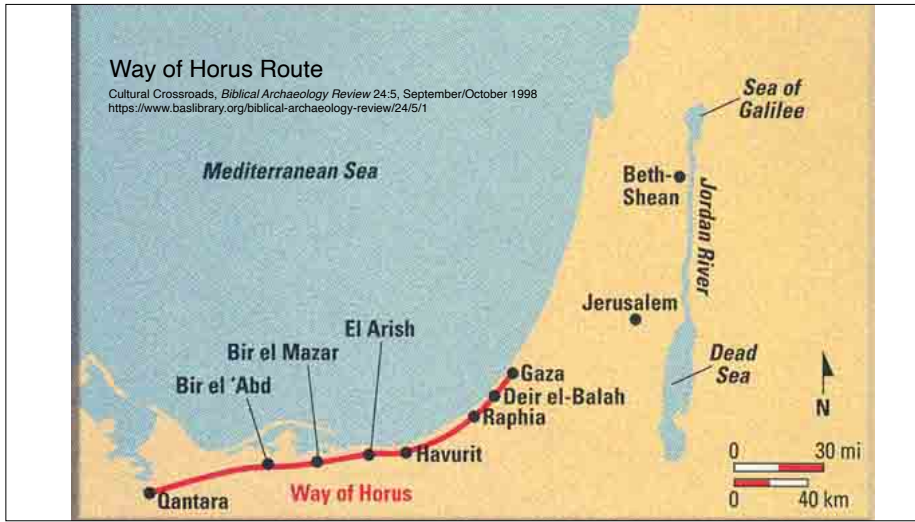 Way of Horus Route
Cultural Crossroads, Biblical Archaeology Review 24:5, September/October 1998
https://www.baslibrary.org/biblical-archaeology-review/24/5/1
Sea of
Galilee
Mediterranean Sea
Beth-
Shean
Jordan River
Jerusalem
El Arish
Bir el Mazar
Bir el ‘Abd
Dead
Sea
Gaza
Deir el-Balah
Raphia
N
Havurit
0 30 mi
Way of Horus
Qantara
0 40 km